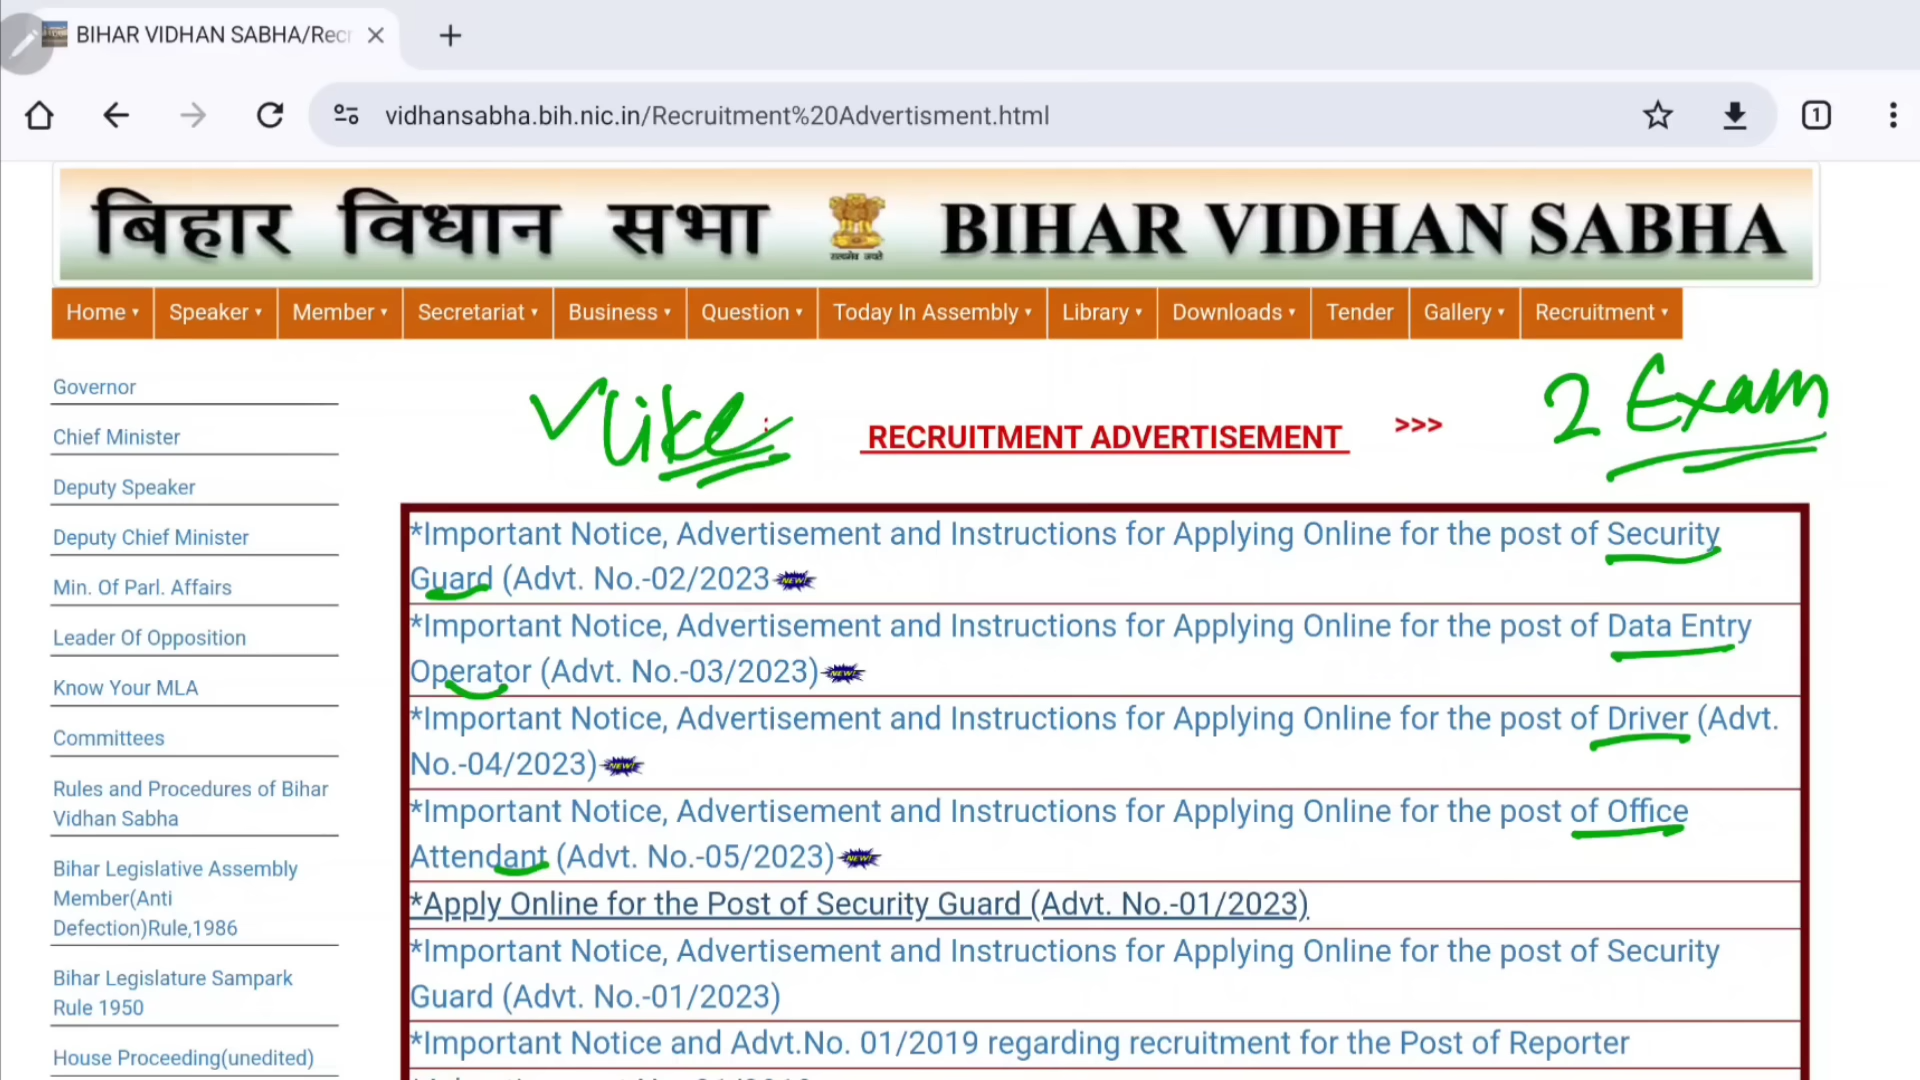 BIHAR VIDHAN SABHA/Recr
1
vidhansabha.bih.nic.in/Recruitment%20Advertisment.html
बिहार विधान सभा BIHAR VIDHAN SABHA
सत्यमेव जयते
Home Speaker Member Secretariat Business Question Today In Assembly Library Downloads Tender Gallery Recruitment
Like
RECRUITMENT ADVERTISEMENT >>>
2 Exam
Governor
Chief Minister
Deputy Speaker
Deputy Chief Minister
Min. Of Parl. Affairs
Leader Of Opposition
Know Your MLA
Committees
Rules and Procedures of Bihar
Vidhan Sabha
Bihar Legislative Assembly
Member(Anti
Defection)Rule,1986
Bihar Legislature Sampark
Rule 1950
House Proceeding(unedited)
*Important Notice, Advertisement and Instructions for Applying Online for the post of Security
Guard (Advt. No.-02/2023 NEW!
*Important Notice, Advertisement and Instructions for Applying Online for the post of Data Entry
Operator (Advt. No.-03/2023) NEW!
*Important Notice, Advertisement and Instructions for Applying Online for the post of Driver (Advt.
No.-04/2023) NEW!
*Important Notice, Advertisement and Instructions for Applying Online for the post of Office
Attendant (Advt. No.-05/2023) NEW!
*Apply Online for the Post of Security Guard (Advt. No.-01/2023)
*Important Notice, Advertisement and Instructions for Applying Online for the post of Security
Guard (Advt. No.-01/2023)
*Important Notice and Advt.No. 01/2019 regarding recruitment for the Post of Reporter